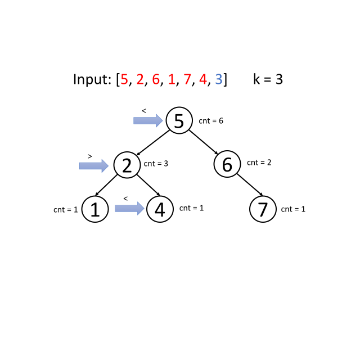 Input: [5, 2, 6, 1, 7, 4, 3] k = 3
<
5 cnt = 6
>
2 cnt = 3
6 cnt = 2
cnt = 1 1
<
4 cnt = 1
7 cnt = 1